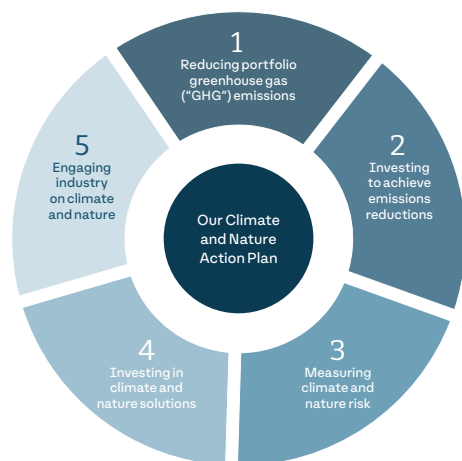 1
Reducing portfolio
greenhouse gas
(“GHG”) emissions
2
Investing
to achieve
emissions
reductions
3
Measuring
climate and
nature risk
4
Investing in
climate and
nature solutions
5
Engaging
industry
on climate
and nature
Our Climate
and Nature
Action Plan